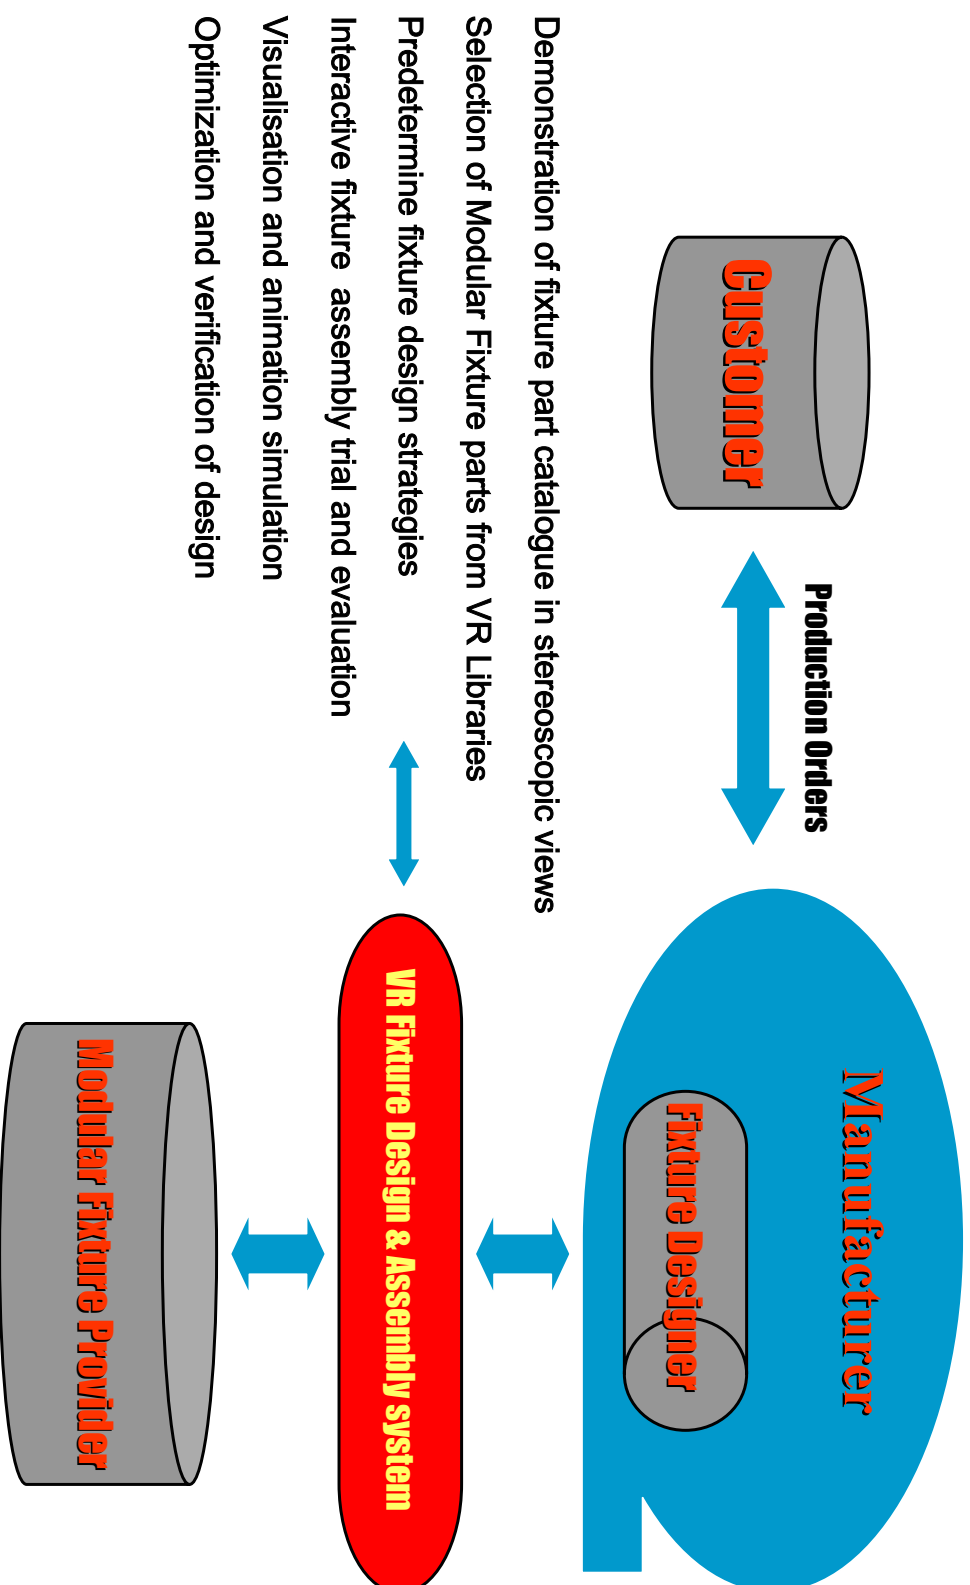 Customer
Production Orders
Manufacturer
Fixture Designer
Demonstration of fixture part catalogue in stereoscopic views
Selection of Modular Fixture parts from VR Libraries
Predetermine fixture design strategies
Interactive fixture assembly trial and evaluation
Visualisation and animation simulation
Optimization and verification of design
VR Fixture Design & Assembly system
Modular Fixture Provider